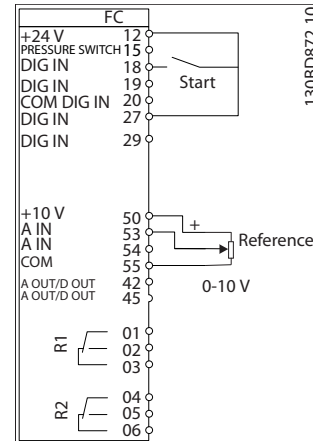 FC
+24 V 12
PRESSURE SWITCH 15
DIG IN 18
DIG IN 19
COM DIG IN 20
DIG IN 27
DIG IN 29
Start
+10 V 50
A IN 53
A IN 54
COM 55
A OUT/D OUT 42
A OUT/D OUT 45
+
Reference
0-10 V
R1
01
02
03
R2
04
05
06
130BD872.10